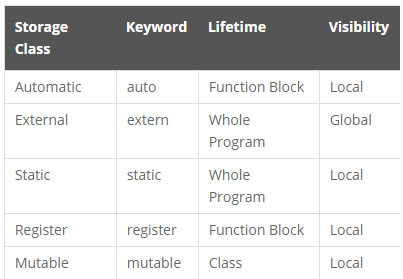 Storage Class Keyword Lifetime Visibility
Automatic auto Function Block Local
External extern Whole Program Global
Static static Whole Program Local
Register register Function Block Local
Mutable mutable Class Local